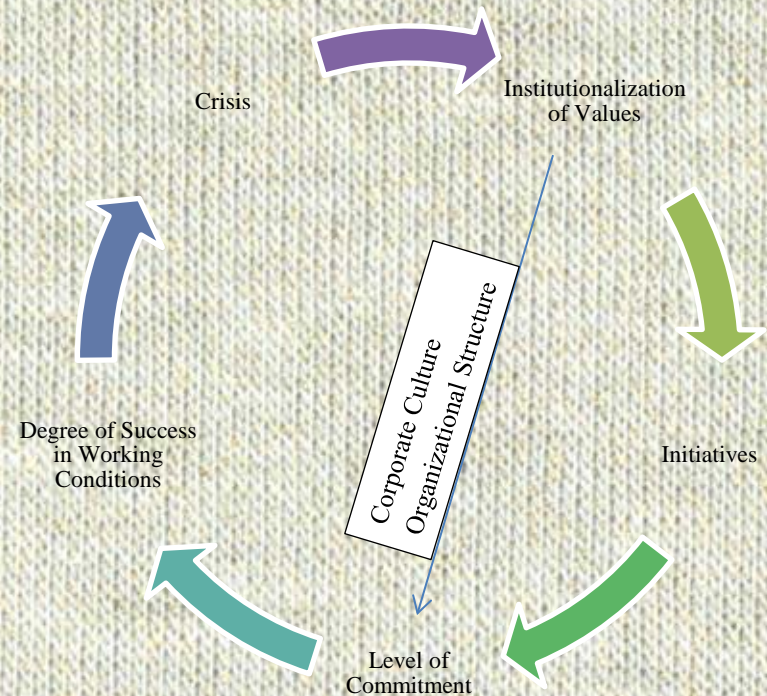 Crisis
Institutionalization
of Values
Corporate Culture
Organizational Structure
Initiatives
Degree of Success
in Working
Conditions
Level of
Commitment